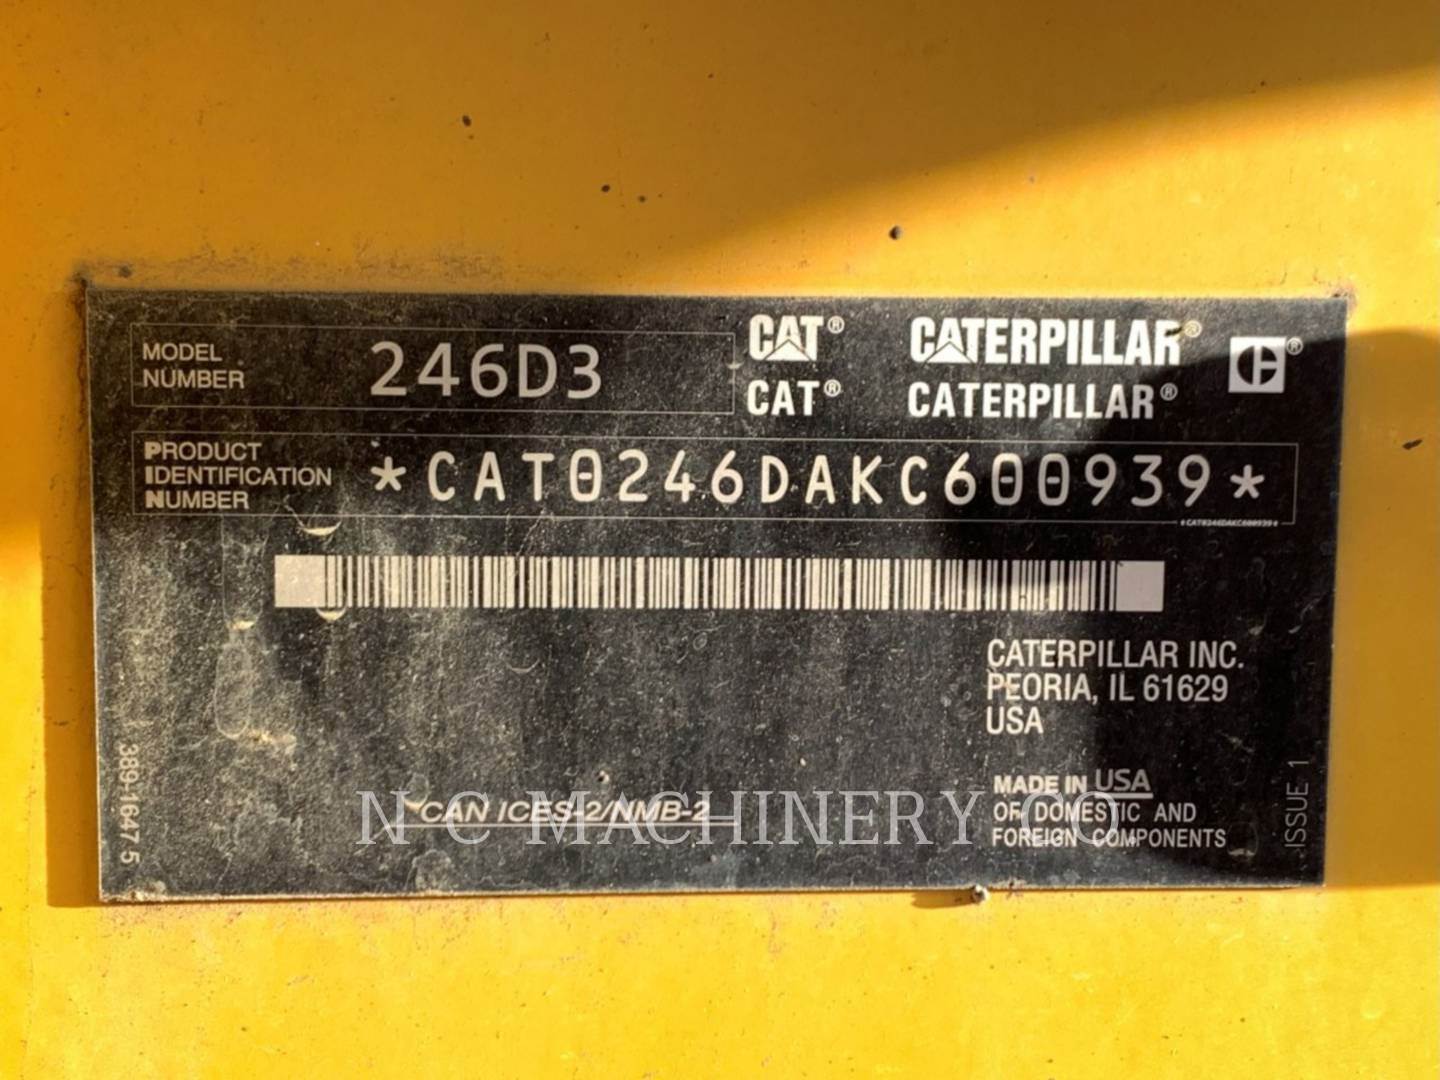 MODEL
NUMBER
246D3
CAT® CATERPILLAR® ®
CAT® CATERPILLAR®
PRODUCT
IDENTIFICATION
NUMBER
*CAT0246DAKC600939*
*CAT0246DAKC600939*
CATERPILLAR INC.
PEORIA, IL 61629
USA
MADE IN USA
OF DOMESTIC AND
FOREIGN COMPONENTS
CAN ICES-2/NMB-2
389-1647 5
ISSUE 1
N C MACHINERY CO